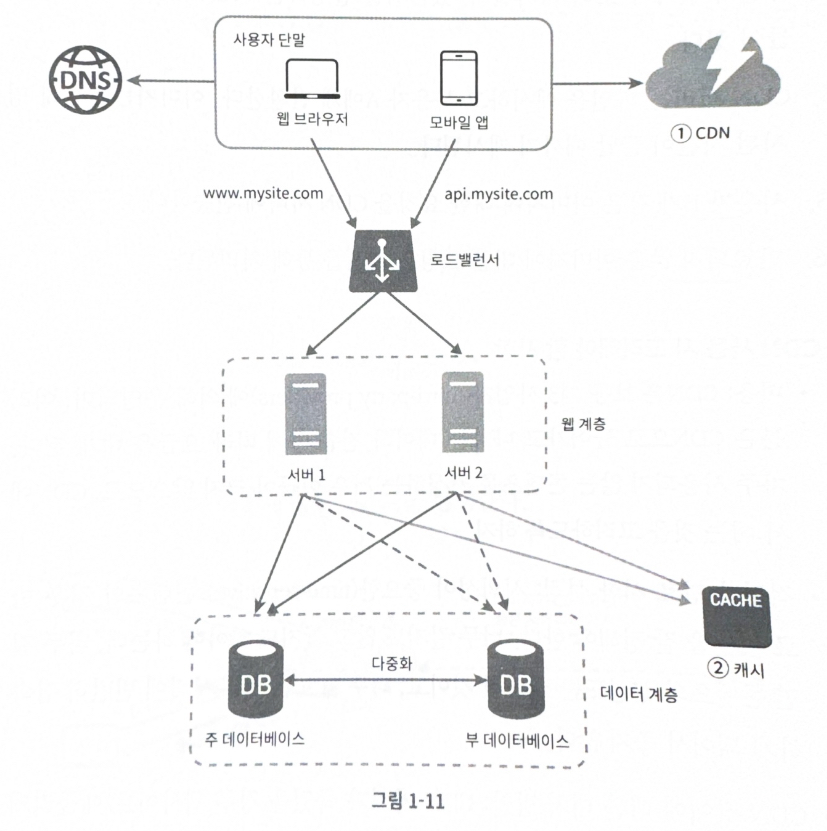 사용자 단말
DNS
웹 브라우저
모바일 앱
① CDN
www.mysite.com
api.mysite.com
로드밸런서
웹 계층
서버 1
서버 2
CACHE
② 캐시
다중화
DB
DB
데이터 계층
주 데이터베이스
부 데이터베이스
그림 1-11